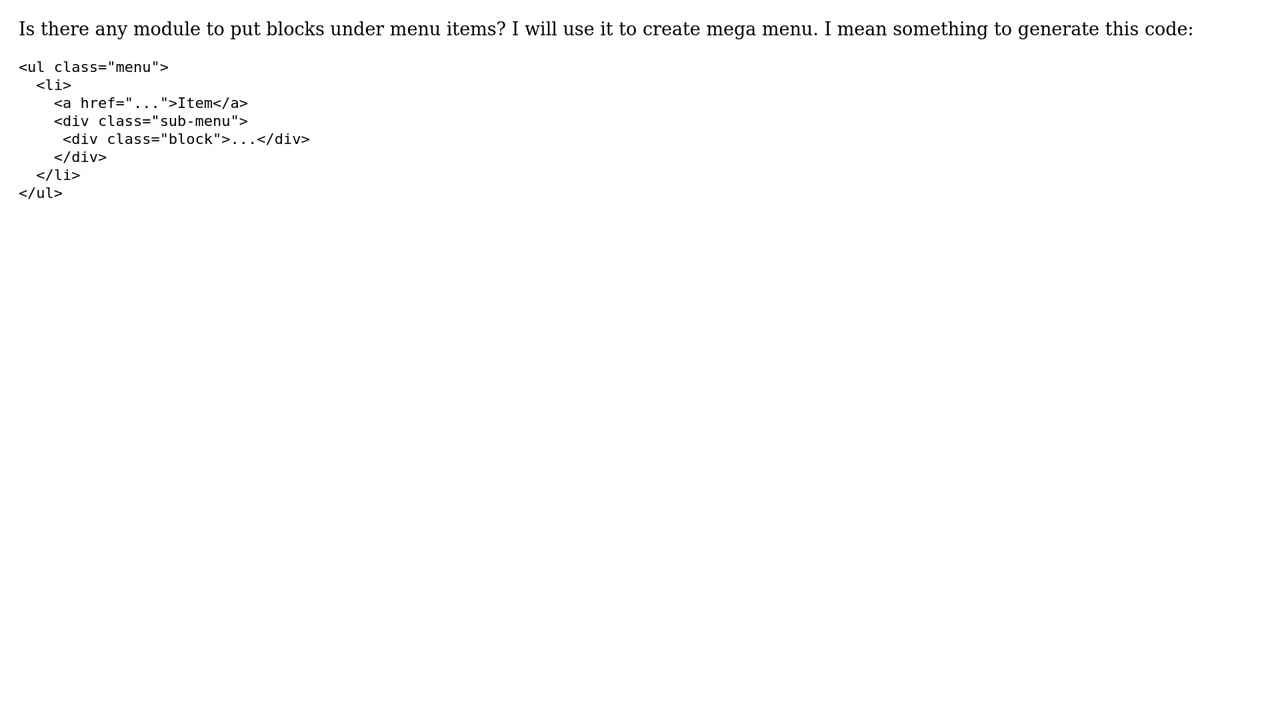 Is there any module to put blocks under menu items? I will use it to create mega menu. I mean something to generate this code:
<ul class="menu">
  <li>
    <a href="...">Item</a>
    <div class="sub-menu">
     <div class="block">...</div>
    </div>
  </li>
</ul>